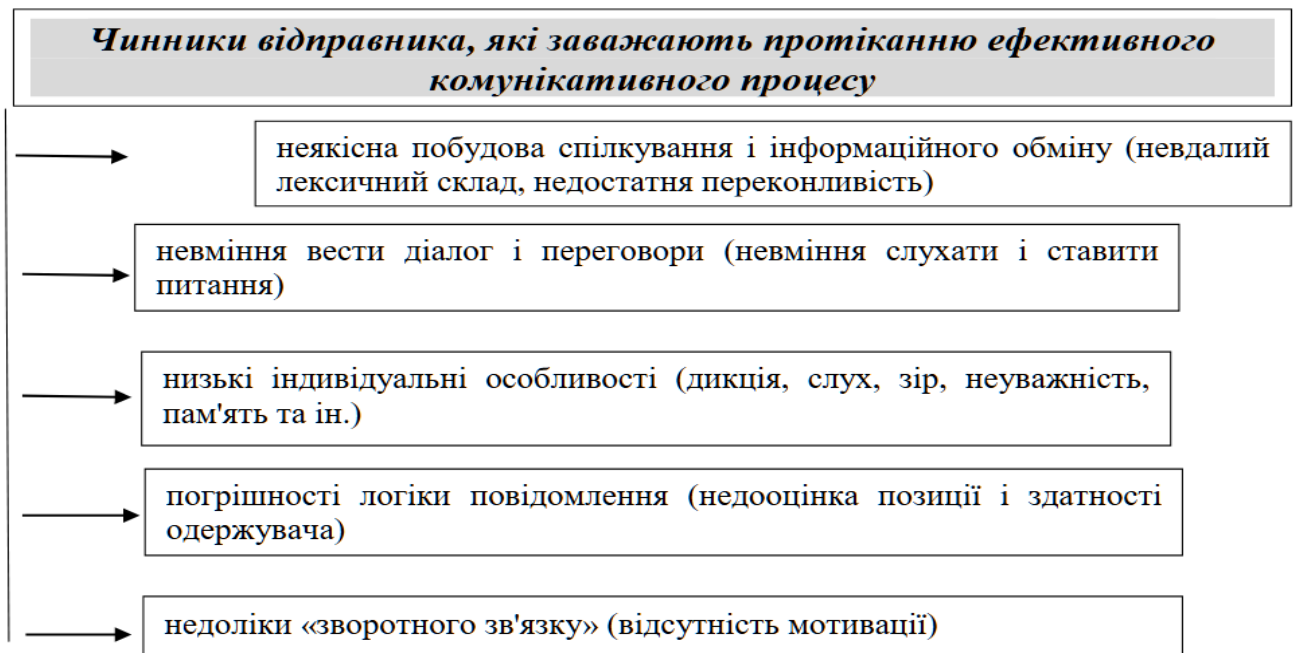 Чинники відправника, які заважають протіканню ефективного
комунікативного процесу
неякісна побудова спілкування і інформаційного обміну (невдалий
лексичний склад, недостатня переконливість)
невміння вести діалог і переговори (невміння слухати і ставити
питання)
низькі індивідуальні особливості (дикція, слух, зір, неуважність,
пам'ять та ін.)
погрішності логіки повідомлення (недооцінка позиції і здатності
одержувача)
недоліки «зворотного зв'язку» (відсутність мотивації)